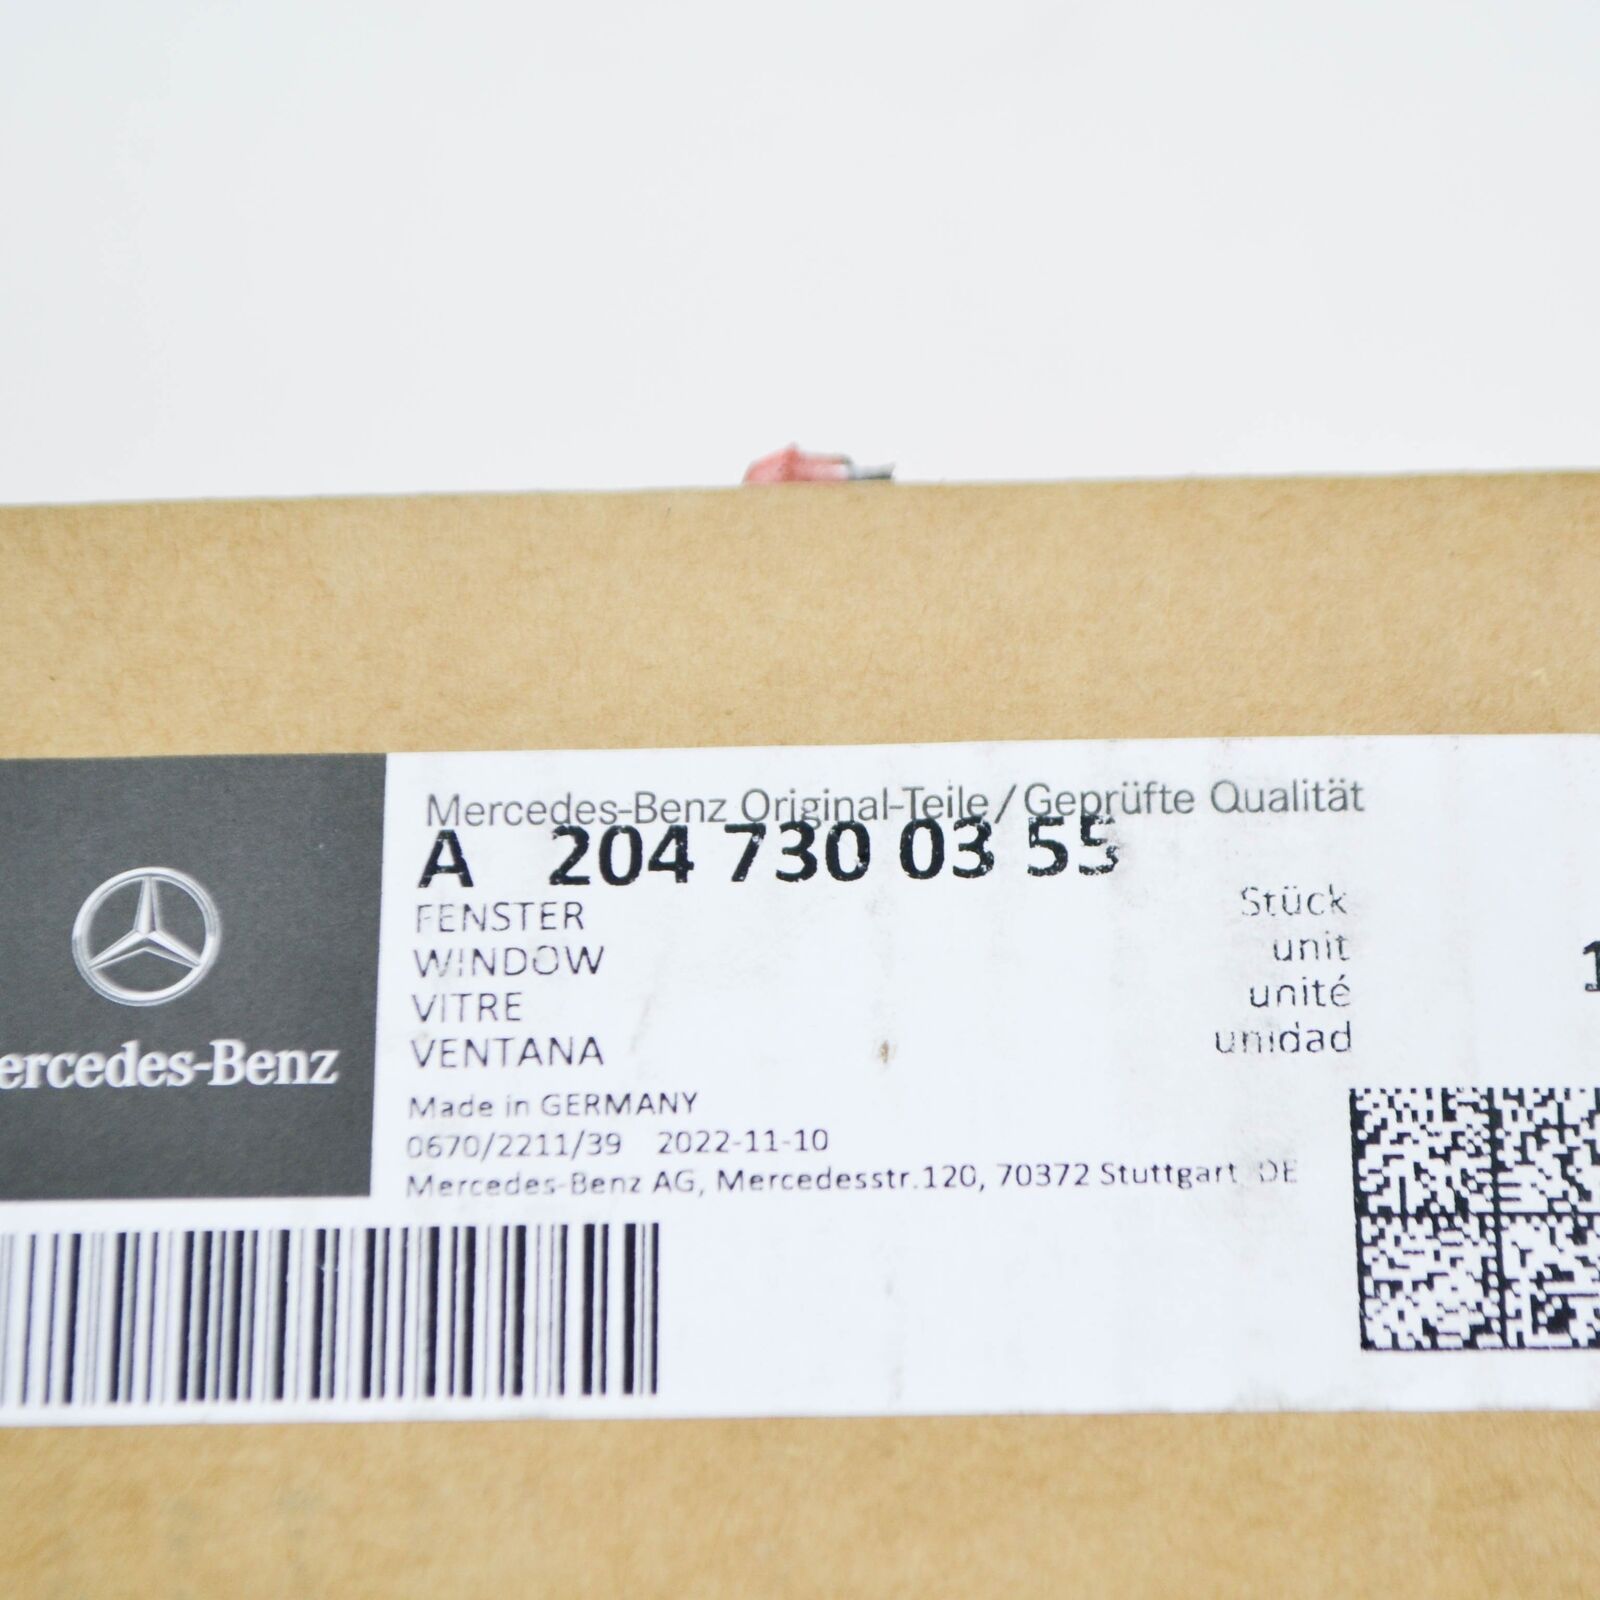 Mercedes-Benz Original-Teile/Geprüfte Qualität
A 204 730 03 55
FENSTER
WINDOW
VITRE
VENTANA
Stück
unit
unité
unidad
1
ercedes-Benz
Made in GERMANY
0670/2211/39 2022-11-10
Mercedes-Benz AG, Mercedesstr.120, 70372 Stuttgart DE